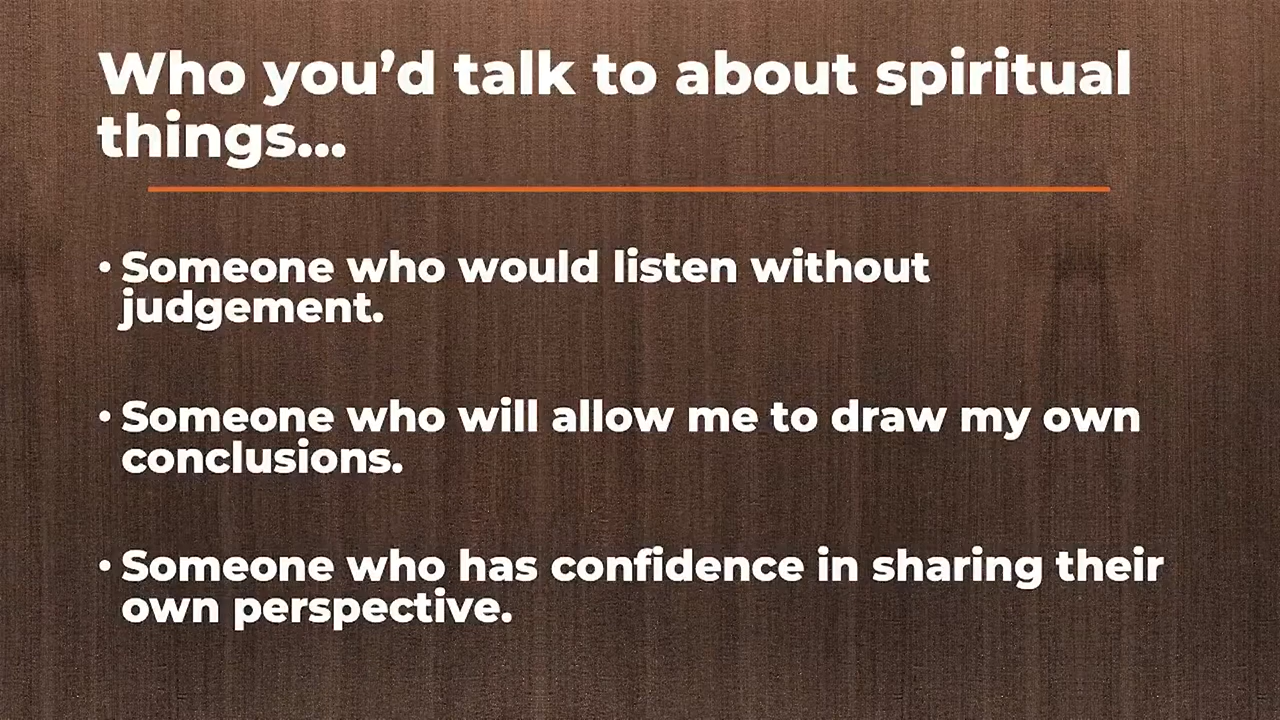 Who you’d talk to about spiritual
things...
• Someone who would listen without
judgement.
• Someone who will allow me to draw my own
conclusions.
• Someone who has confidence in sharing their
own perspective.